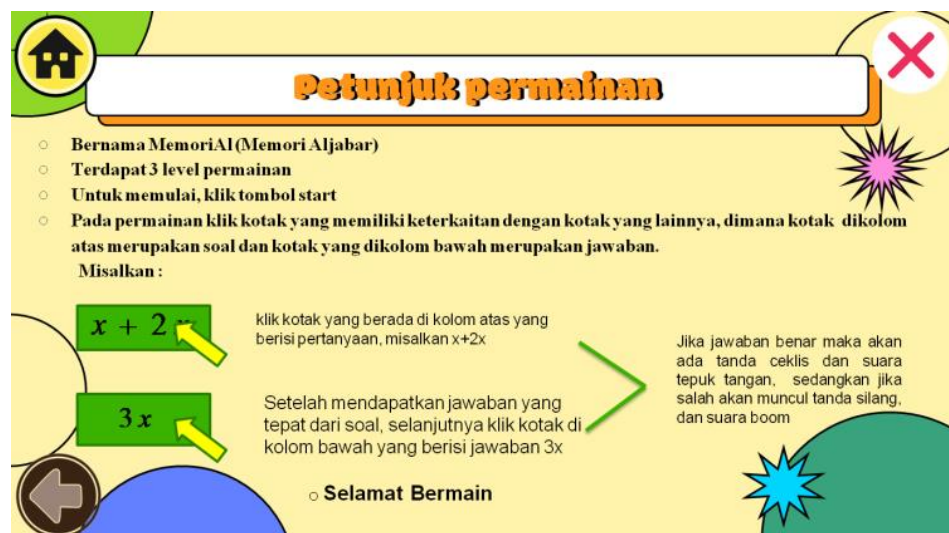 Petunjuk permainan
Bernama MemoriAl (Memori Aljabar)
Terdapat 3 level permainan
Untuk memulai, klik tombol start
Pada permainan klik kotak yang memiliki keterkaitan dengan kotak yang lainnya, dimana kotak dikolom
atas merupakan soal dan kotak yang dikolom bawah merupakan jawaban.
Misalkan :
x + 2
klik kotak yang berada di kolom atas yang
berisi pertanyaan, misalkan x+2x
3x
Setelah mendapatkan jawaban yang
tepat dari soal, selanjutnya klik kotak di
kolom bawah yang berisi jawaban 3x
Jika jawaban benar maka akan
ada tanda ceklis dan suara
tepuk tangan, sedangkan jika
salah akan muncul tanda silang,
dan suara boom
Selamat Bermain